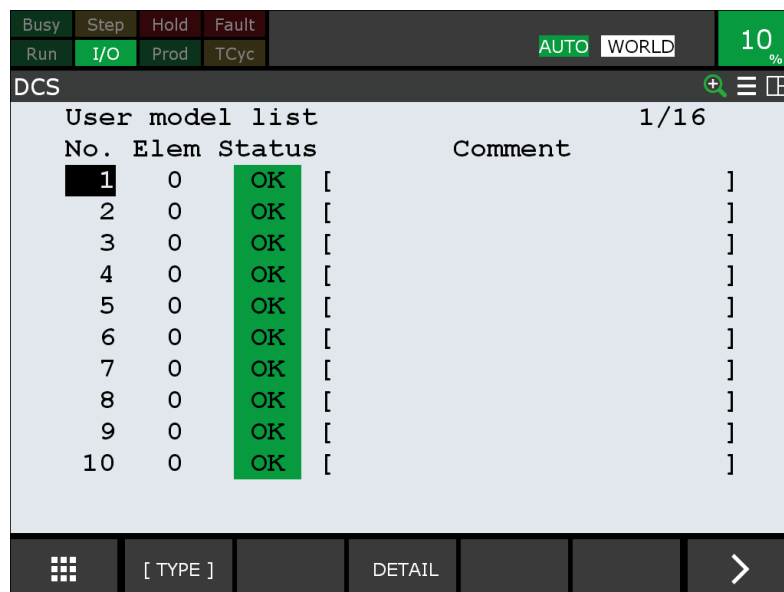 Busy Step Hold Fault
Run I/O Prod TCyc AUTO WORLD 10 %
DCS
User model list 1/16
No. Elem Status Comment
1 0 OK [ ]
2 0 OK [ ]
3 0 OK [ ]
4 0 OK [ ]
5 0 OK [ ]
6 0 OK [ ]
7 0 OK [ ]
8 0 OK [ ]
9 0 OK [ ]
10 0 OK [ ]
[ TYPE ] DETAIL